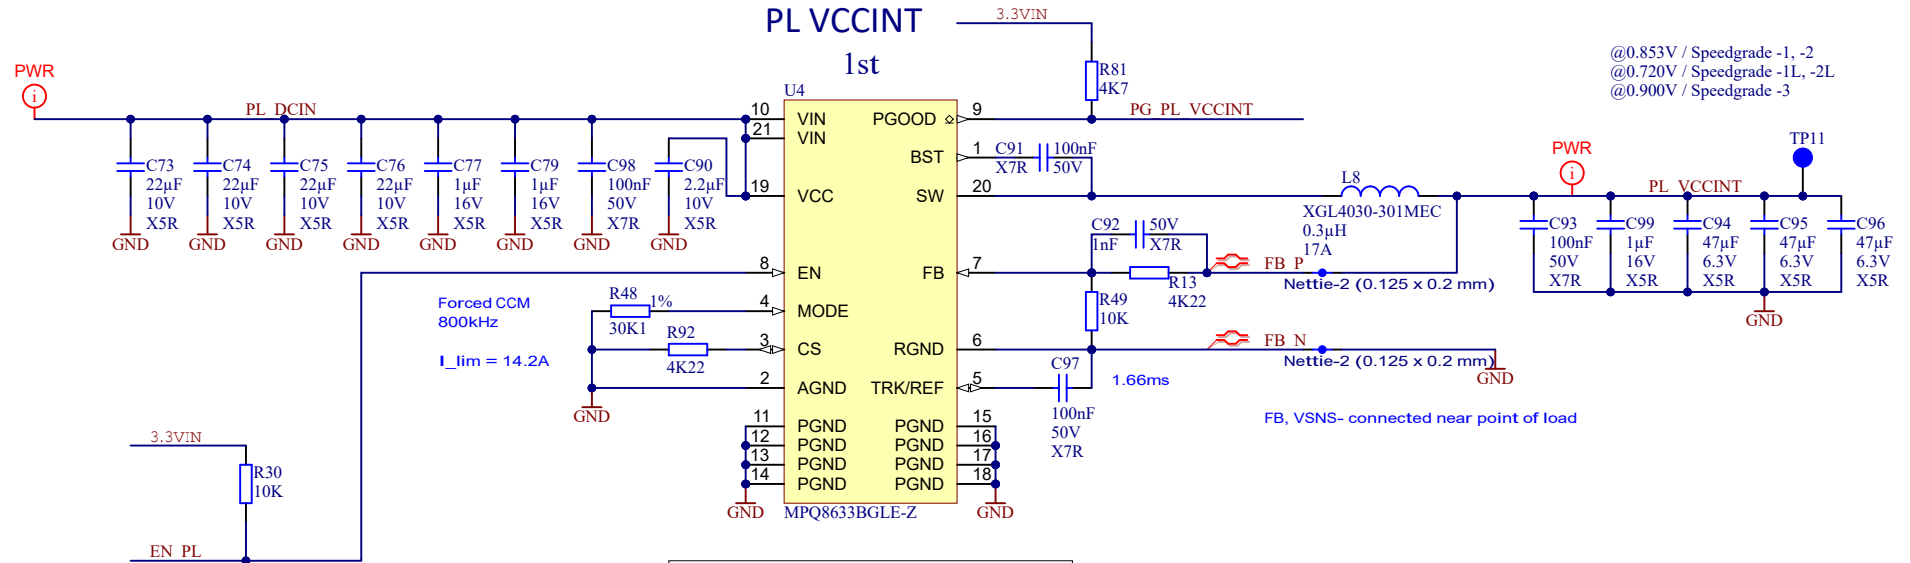 PL VCCINT
1st
3.3VIN
R81
4K7
@0.853V / Speedgrade -1, -2
@0.720V / Speedgrade -1L, -2L
@0.900V / Speedgrade -3
PWR
i
PL_DCIN
C73
22µF
10V
X5R
GND
C74
22µF
10V
X5R
GND
C75
22µF
10V
X5R
GND
C76
22µF
10V
X5R
GND
C77
1µF
16V
X5R
GND
C79
1µF
16V
X5R
GND
C98
100nF
50V
X7R
GND
C90
2.2µF
10V
X5R
GND
U4
10
VIN
21
VIN
19
VCC
8
EN
4
MODE
3
CS
2
AGND
11
PGND
12
PGND
13
PGND
14
PGND
PGOOD
9
BST
1
SW
20
FB
7
RGND
6
TRK/REF
5
PGND
15
PGND
16
PGND
17
PGND
18
GND
MPQ8633BGLE-Z
GND
PG_PL_VCCINT
C91
X7R
100nF
50V
C92
1nF
50V
X7R
R13
4K22
R49
10K
C97
100nF
50V
X7R
1.66ms
L8
XGL4030-301MEC
0.3µH
17A
FB_P
Nettie-2 (0.125 x 0.2 mm)
FB_N
Nettie-2 (0.125 x 0.2 mm)
GND
FB, VSNS- connected near point of load
PWR
i
PL_VCCINT
TP11
C93
100nF
50V
X7R
C99
1µF
16V
X5R
C94
47µF
6.3V
X5R
C95
47µF
6.3V
X5R
C96
47µF
6.3V
X5R
GND
Forced CCM
800kHz
I_lim = 14.2A
R48
1%
30K1
R92
4K22
GND
3.3VIN
R30
10K
EN_PL